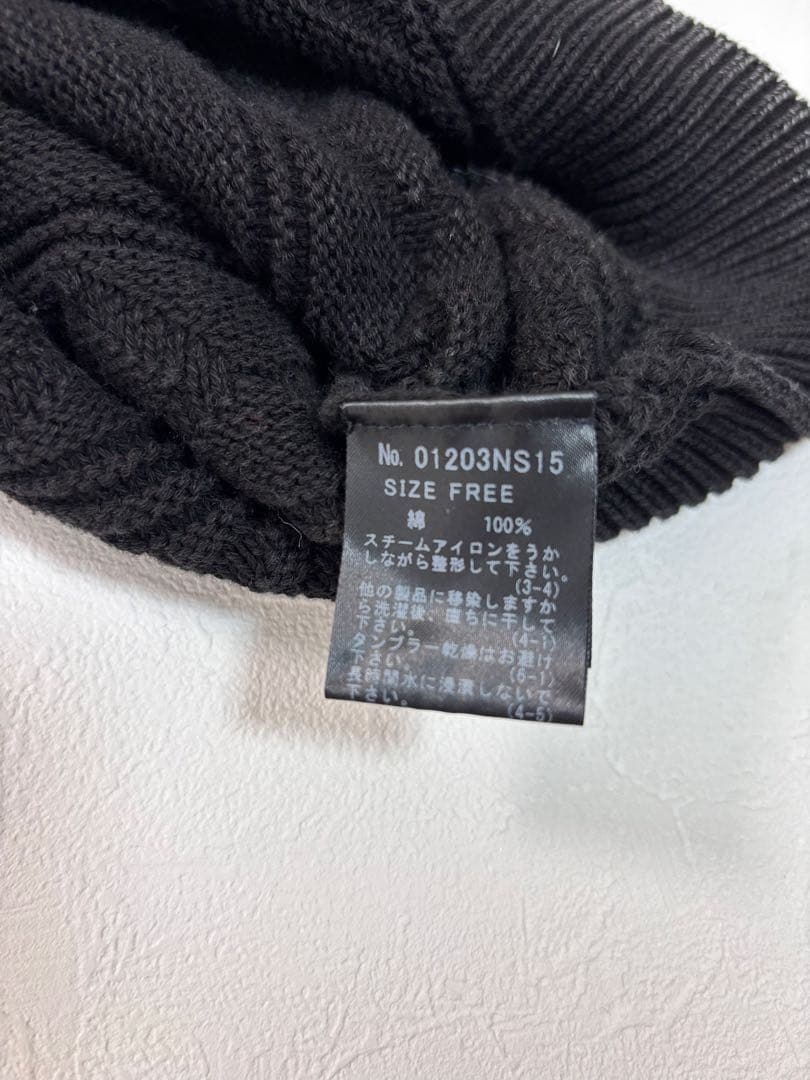 No. 01203NS15
SIZE FREE
綿 100%
スチームアイロンをうか
しながら整形して下さい。
(3-4)
他の製品に移染しますか
ら洗濯後、直ちに干して
下さい。
(4-1)
タンブラー乾燥はお避け
下さい。
(6-1)
長時間水に浸漬しないで
下さい。
(4-5)